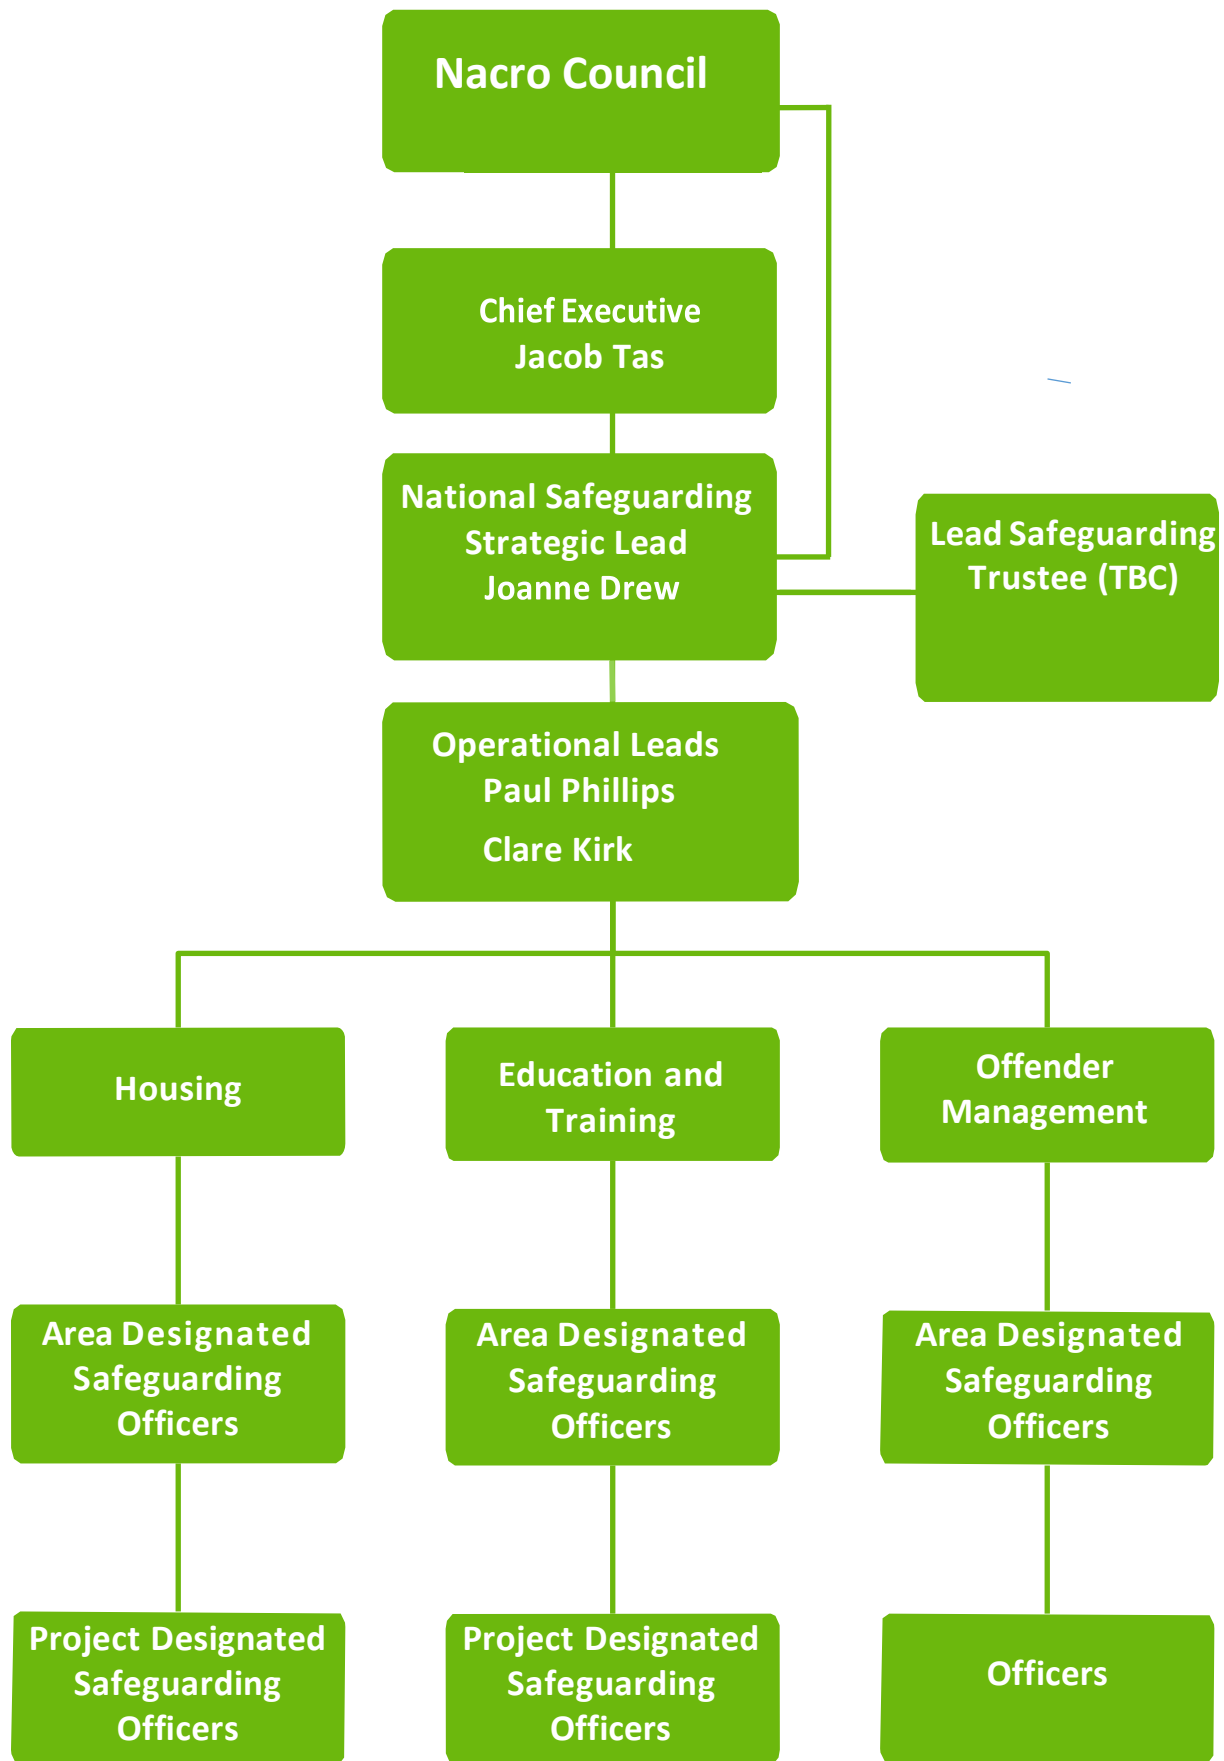 Nacro Council
Chief Executive
Jacob Tas
National Safeguarding
Strategic Lead
Joanne Drew
Lead Safeguarding
Trustee (TBC)
Operational Leads
Paul Phillips
Clare Kirk
Housing
Education and
Training
Offender
Management
Area Designated
Safeguarding
Officers
Area Designated
Safeguarding
Officers
Area Designated
Safeguarding
Officers
Project Designated
Safeguarding
Officers
Project Designated
Safeguarding
Officers
Officers